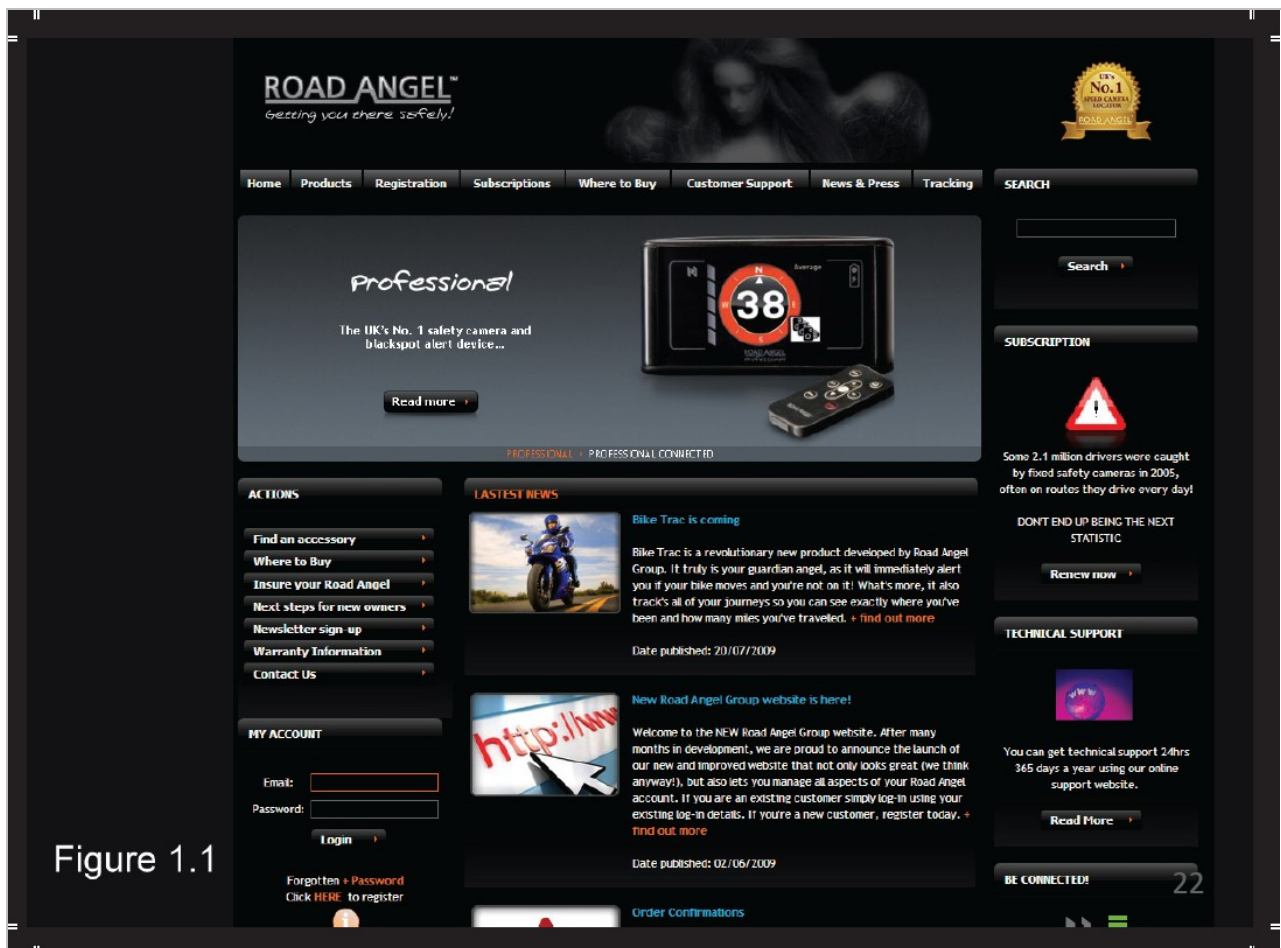 ROAD ANGEL™
Getting you there safely!
UK's
No.1
SPEED CAMERA
LOCATOR
ROAD ANGEL
Home Products Registration Subscriptions Where to Buy Customer Support News & Press Tracking
SEARCH
Search
Professional
The UK's No. 1 safety camera and
blackspot alert
device...
Read more
N
Average
N
W
E
S
38
ROAD ANGEL
PROFESSIONAL
PROFESSIONAL • PROFESSIONAL CONNECTED
SUBSCRIPTION
Some 2.1 million drivers were caught
by fixed safety cameras in 2005,
often on routes they drive every day!
DON'T END UP BEING THE NEXT
STATISTIC
Renew now
TECHNICAL SUPPORT
www
You can get technical support 24hrs
365 days a year using our online
support website.
Read More
BE CONNECTED!
ACTIONS
Find an accessory
Where to Buy
Insure your Road Angel
Next steps for new owners
Newsletter sign-up
Warranty Information
Contact Us
MY ACCOUNT
Email:
Password:
Login
Forgotten + Password
Click HERE to register
LASTEST NEWS
Bike Trac is coming
Bike Trac is a revolutionary new product developed by Road Angel
Group. It truly is your guardian angel, as it will immediately alert
you if your bike moves and you're not on it! What's more, it also
track's all of your journeys so you can see exactly where you've
been and how many miles you've traveled. + find out more
Date published: 20/07/2009
http://www
New Road Angel Group website is here!
Welcome to the NEW Road Angel Group website. After many
months in development, we are proud to announce the launch of
our new and improved website that not only looks great (we think
anyway!), but also lets you manage all aspects of your Road Angel
account. If you are an existing customer simply log-in using your
existing log-in details. If you're a new customer, register today. +
find out more
Date published: 02/06/2009
Order Confirmations
Figure 1.1
22